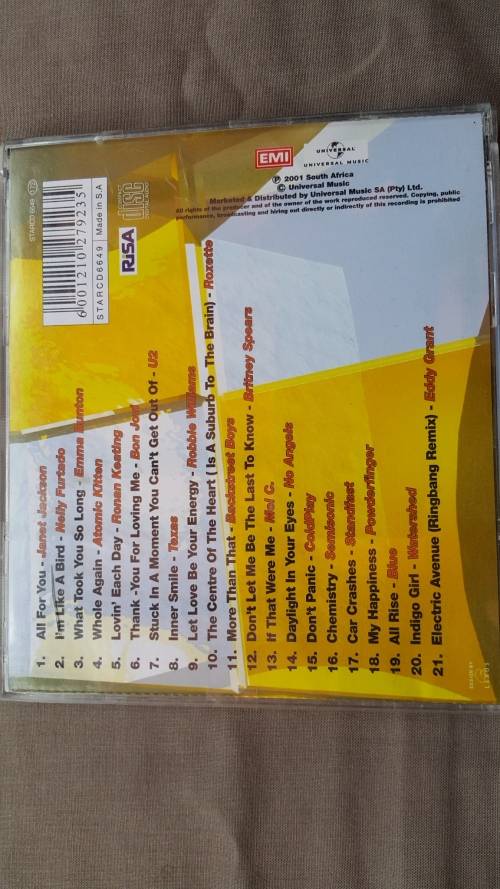 1. All For You - Janet Jackson
2. I'm Like A Bird - Nelly Furtado
3. What Took You So Long - Emma Bunton
4. Whole Again - Atomic Kitten
5. Lovin' Each Day - Ronan Keating
6. Thank -You For Loving Me - Bon Jovi
7. Stuck In A Moment You Can't Get Out Of - U2
8. Inner Smile - Texas
9. Let Love Be Your Energy - Robbie Williams
10. The Centre Of The Heart ( Is A Suburb To The Brain) - Roxette
11. More Than That - Backstreet Boys
12. Don't Let Me Be The Last To Know - Britney Spears
13. If That Were Me - Mel C.
14. Daylight In Your Eyes - No Angels
15. Don't Panic - ColdPlay
16. Chemistry - Semisonic
17. Car Crashes - Standfast
18. My Happiness - Powderfinger
19. All Rise - Blue
20. Indigo Girl - Watershed
21. Electric Avenue (Ringbang Remix) - Eddy Grant
STARCD 6649
6001210279235
STARCD6649 Made in S.A
RiSA
disc
DIGITAL AUDIO
EMI
UNIVERSAL
UNIVERSAL MUSIC
℗ 2001 South Africa
© Universal Music
Marketed & Distributed by Universal Music SA (Pty) Ltd.
All rights of the producer and of the owner of the work reproduced reserved. Copying, public
performance, broadcasting and hiring out directly or indirectly of this recording is prohibited